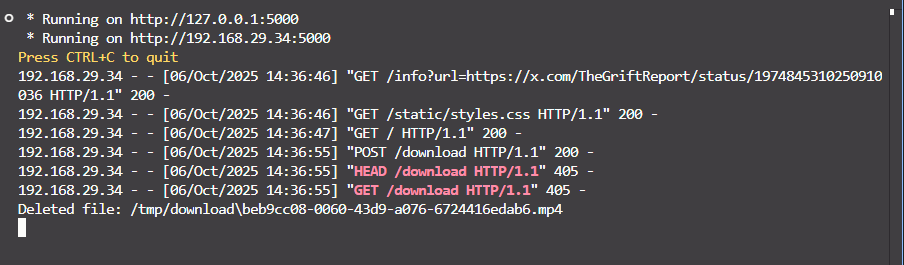 * Running on http://127.0.0.1:5000
* Running on http://192.168.29.34:5000
Press CTRL+C to quit
192.168.29.34 - - [06/Oct/2025 14:36:46] "GET /info?url=https://x.com/TheGriftReport/status/1974845310250910
036 HTTP/1.1" 200 -
192.168.29.34 - - [06/Oct/2025 14:36:46] "GET /static/styles.css HTTP/1.1" 200 -
192.168.29.34 - - [06/Oct/2025 14:36:47] "GET / HTTP/1.1" 200 -
192.168.29.34 - - [06/Oct/2025 14:36:55] "POST /download HTTP/1.1" 200 -
192.168.29.34 - - [06/Oct/2025 14:36:55] "HEAD /download HTTP/1.1" 405 -
192.168.29.34 - - [06/Oct/2025 14:36:55] "GET /download HTTP/1.1" 405 -
Deleted file: /tmp/download\beb9cc08-0060-43d9-a076-6724416edab6.mp4